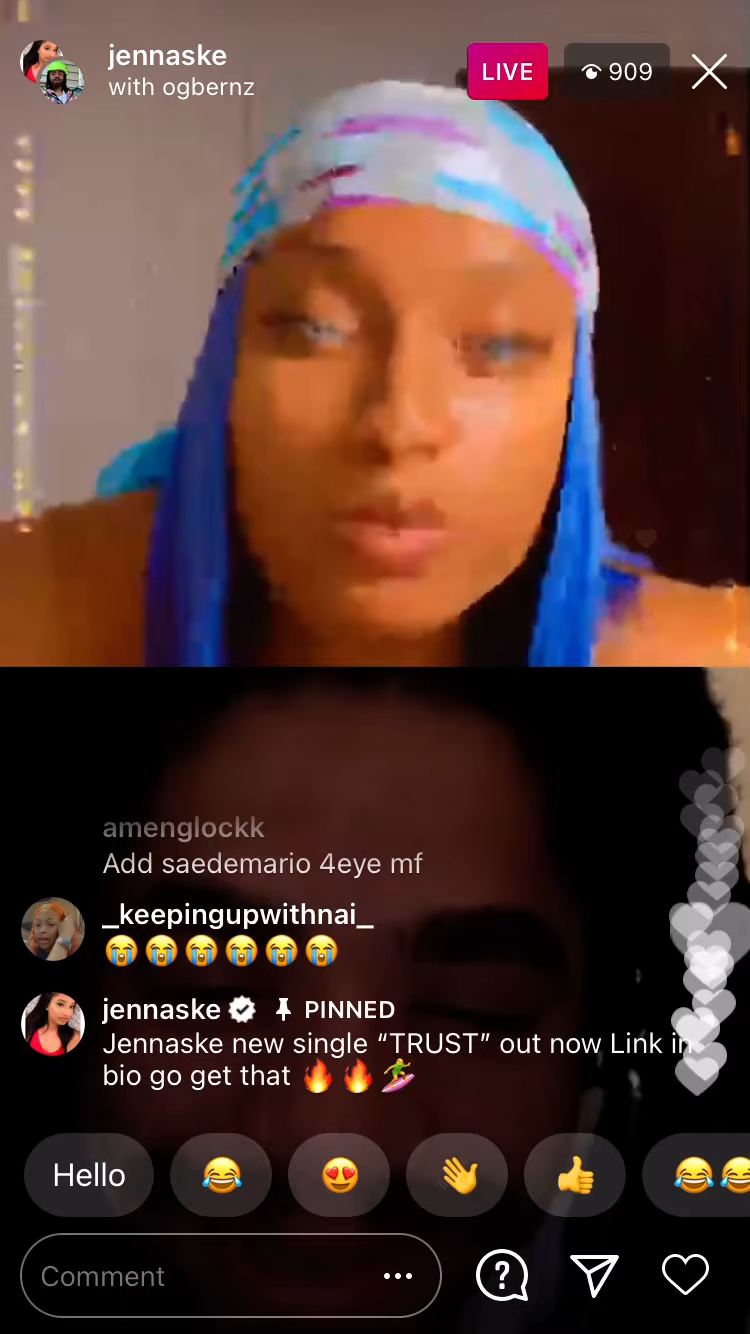 jennaske
with ogbernz
LIVE
909
amenglockk
Add saedemario 4eye mf
_keepingupwithnai_
😭😭😭😭😭😭
jennaske PINNED
Jennaske new single “TRUST” out now Link in
bio go get that 🔥🔥🏄‍♀️
Hello
Comment